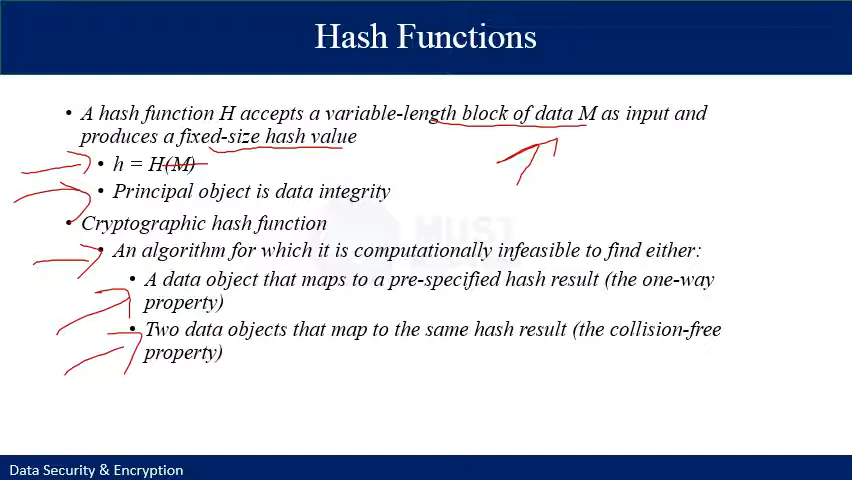 Hash Functions
• A hash function H accepts a variable-length block of data M as input and
produces a fixed-size hash value
• h = H(M)
• Principal object is data integrity
• Cryptographic hash function
• An algorithm for which it is computationally infeasible to find either:
• A data object that maps to a pre-specified hash result (the one-way
property)
• Two data objects that map to the same hash result (the collision-free
property)
MUST
Data Security & Encryption